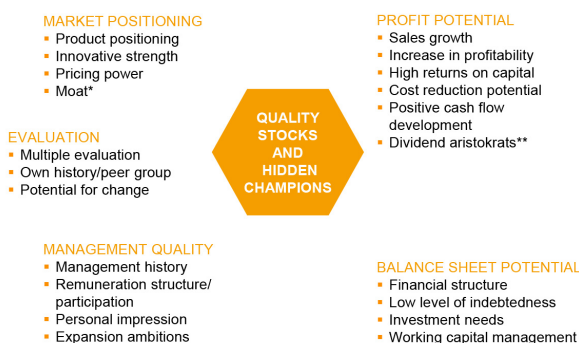 MARKET POSITIONING
▪ Product positioning
▪ Innovative strength
▪ Pricing power
▪ Moat*
PROFIT POTENTIAL
▪ Sales growth
▪ Increase in profitability
▪ High returns on capital
▪ Cost reduction potential
▪ Positive cash flow
development
▪ Dividend aristokrats**
QUALITY
STOCKS
AND
HIDDEN
CHAMPIONS
EVALUATION
▪ Multiple evaluation
▪ Own history/peer group
▪ Potential for change
MANAGEMENT QUALITY
▪ Management history
▪ Remuneration structure/
participation
▪ Personal impression
▪ Expansion ambitions
BALANCE SHEET POTENTIAL
▪ Financial structure
▪ Low level of indebtedness
▪ Investment needs
▪ Working capital management